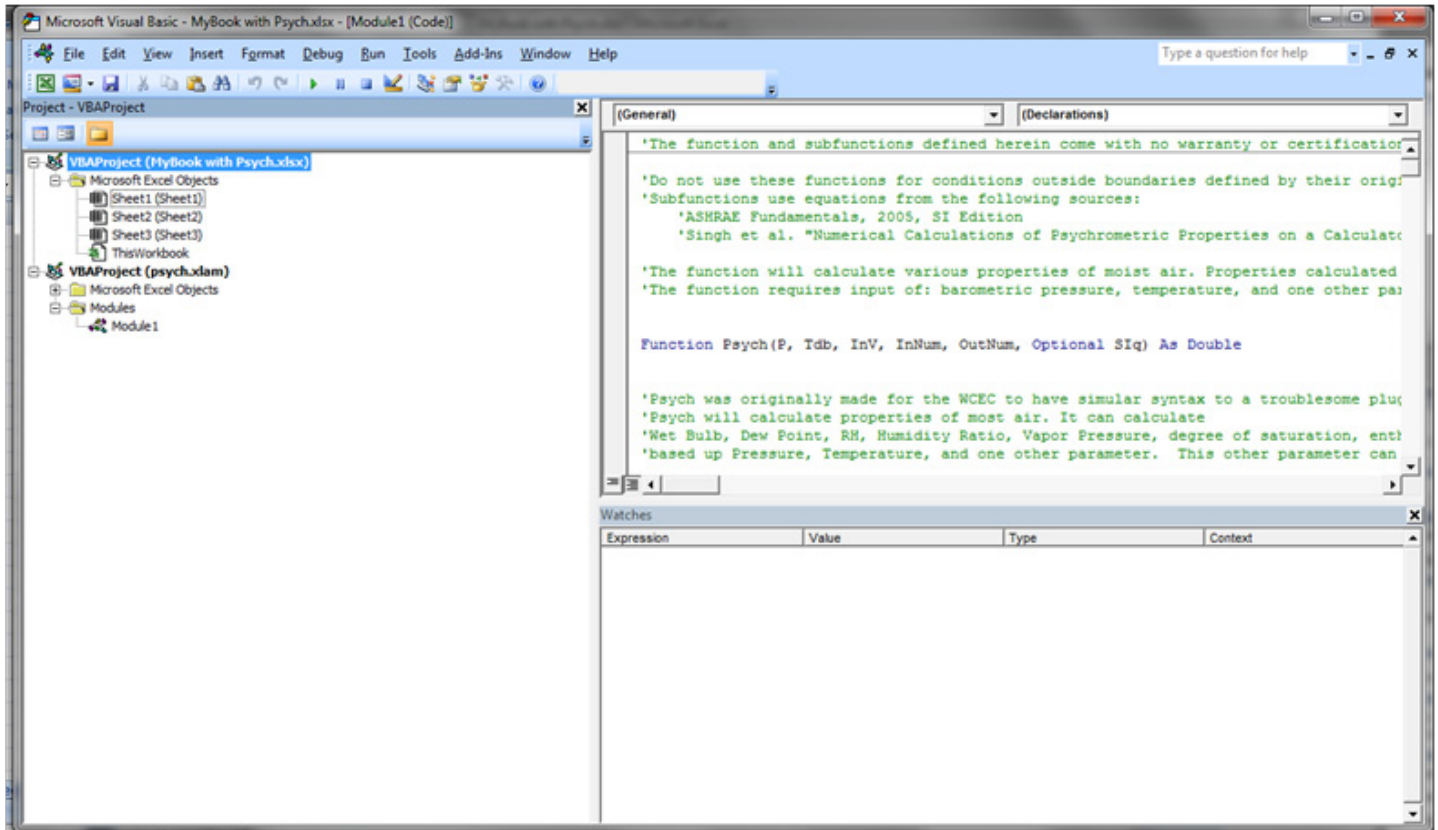 Microsoft Visual Basic - MyBook with Psych.xlsx - [Module1 (Code)]
File Edit View Insert Format Debug Run Tools Add-Ins Window Help
Type a question for help
Project - VBAProject
VBAProject (MyBook with Psych.xlsx)
Microsoft Excel Objects
Sheet1 (Sheet1)
Sheet2 (Sheet2)
Sheet3 (Sheet3)
ThisWorkbook
VBAProject (psych.xlam)
Microsoft Excel Objects
Modules
Module1
(General)
(Declarations)
'The function and subfunctions defined herein come with no warranty or certification
'Do not use these functions for conditions outside boundaries defined by their orig
'Subfunctions use equations from the following sources:
'ASHRAE Fundamentals, 2005, SI Edition
'Singh et al. "Numerical Calculations of Psychrometric Properties on a Calculato
'The function will calculate various properties of moist air. Properties calculated
'The function requires input of: barometric pressure, temperature, and one other pa
Function Psych(P, Tdb, InV, InNum, OutNum, Optional SIq) As Double
'Psych was originally made for the WCEC to have simular syntax to a troublesome plug
'Psych will calculate properties of most air. It can calculate
'Wet Bulb, Dew Point, RH, Humidity Ratio, Vapor Pressure, degree of saturation, enth
'based up Pressure, Temperature, and one other parameter. This other parameter can
Watches
Expression Value Type Context